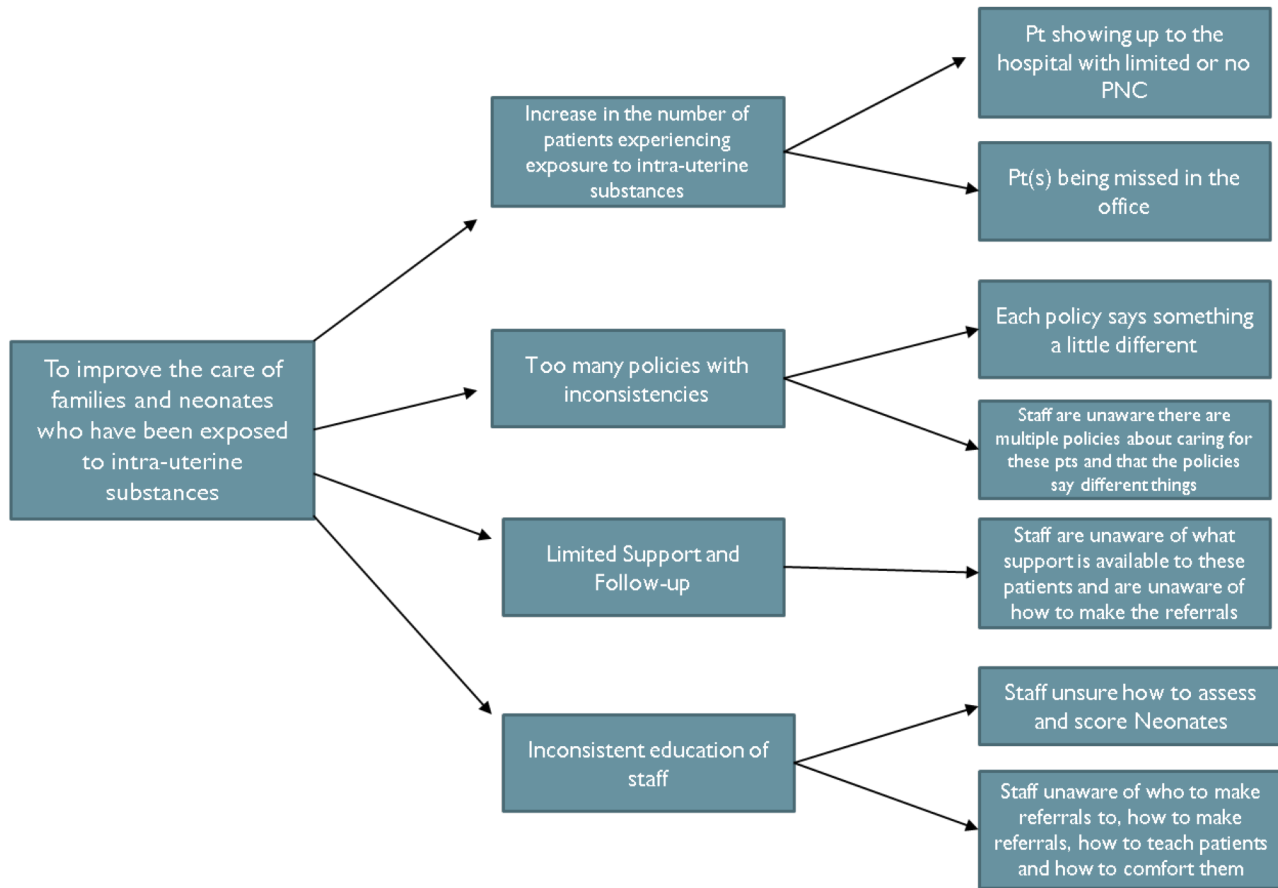 To improve the care of
families and neonates
who have been exposed
to intra-uterine
substances
Increase in the number of
patients experiencing
exposure to intra-uterine
substances
Pt showing up to the
hospital with limited or no
PNC
Pt(s) being missed in the
office
Too many policies with
inconsistencies
Each policy says something
a little different
Staff are unaware there are
multiple policies about caring for
these pts and that the policies
say different things
Limited Support and
Follow-up
Staff are unaware of what
support is available to these
patients and are unaware of
how to make the referrals
Inconsistent education of
staff
Staff unsure how to assess
and score Neonates
Staff unaware of who to make
referrals to, how to make
referrals, how to teach patients
and how to comfort them